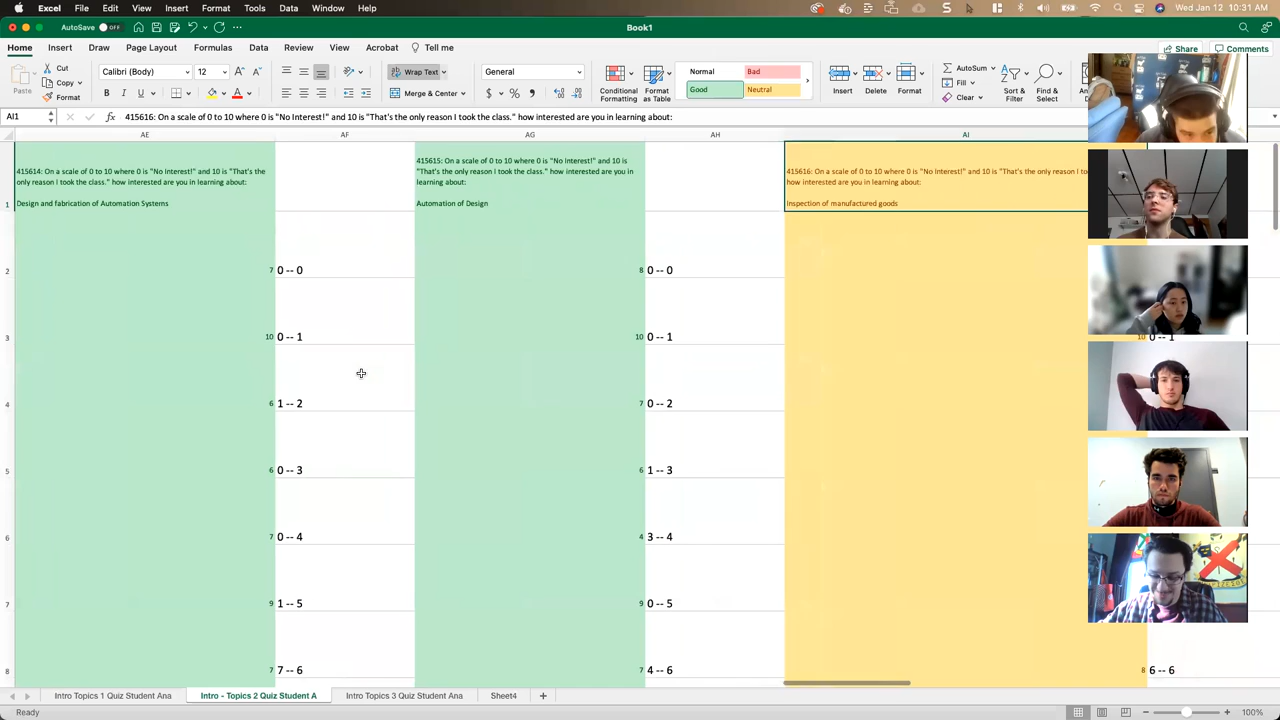 Excel File Edit View Insert Format Tools Data Window Help
Sat Feb 12 10:31 AM
AutoSave OFF
Book1
Home Insert Draw Page Layout Formulas Data Review View Acrobat Tell me
Share Comments
Paste
Cut
Copy
Format
Calibri (Body) 12
B I U
Wrap Text
Merge & Center
General
Conditional Formatting
Format as Table
Normal Bad
Good Neutral
Insert Delete Format
AutoSum
Fill
Clear
Sort & Filter
Find & Select
AI1
fx 415616: On a scale of 0 to 10 where 0 is "No Interest!" and 10 is "That's the only reason I took the class." how interested are you in learning about:
AE AF AG AH AI
415614: On a scale of 0 to 10 where 0 is "No Interest!" and 10 is "That's the
only reason I took the class." how interested are you in learning about:
Design and fabrication of Automation Systems
415615: On a scale of 0 to 10 where 0 is "No Interest!" and 10 is
"That's the only reason I took the class." how interested are you in
learning about:
Automation of Design
415616: On a scale of 0 to 10 where 0 is "No Interest!" and 10 is "That's the only reason I to
how interested are you in learning about:
Inspection of manufactured goods
1
2 7 0 -- 0 8 0 -- 0
3 10 0 -- 1 10 0 -- 1 10 0 -- 1
4 6 1 -- 2 7 0 -- 2
5 6 0 -- 3 6 1 -- 3
6 7 0 -- 4 4 3 -- 4
7 9 1 -- 5 9 0 -- 5
8 7 7 -- 6 7 4 -- 6 8 6 -- 6
Intro Topics 1 Quiz Student Ana Intro - Topics 2 Quiz Student A Intro Topics 3 Quiz Student Ana Sheet4
Ready
100%